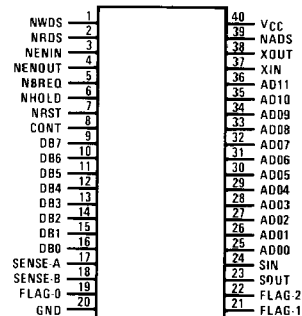 NWDS 1 40 VCC
NRDS 2 39 NADS
NENIN 3 38 XOUT
NENOUT 4 37 XIN
NBREQ 5 36 AD11
NHOLD 6 35 AD10
NRST 7 34 AD09
CONT 8 33 AD08
DB7 9 32 AD07
DB6 10 31 AD06
DB5 11 30 AD05
DB4 12 29 AD04
DB3 13 28 AD03
DB2 14 27 AD02
DB1 15 26 AD01
DB0 16 25 AD00
SENSE-A 17 24 SIN
SENSE-B 18 23 SOUT
FLAG-0 19 22 FLAG-2
GND 20 21 FLAG-1